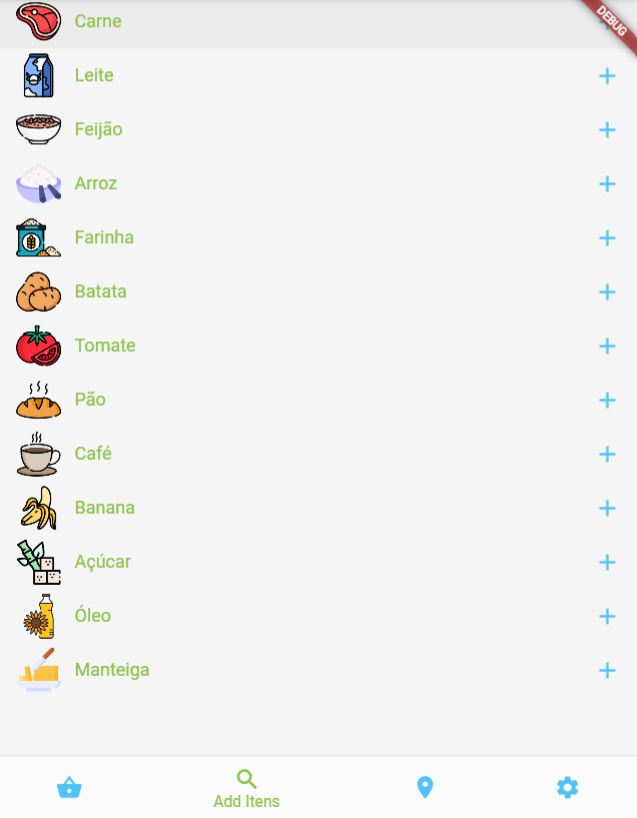 Carne
DEBUG
Leite
Feijão
Arroz
Farinha
Batata
Tomate
Pão
Café
Banana
Açúcar
Óleo
Manteiga
Add Itens